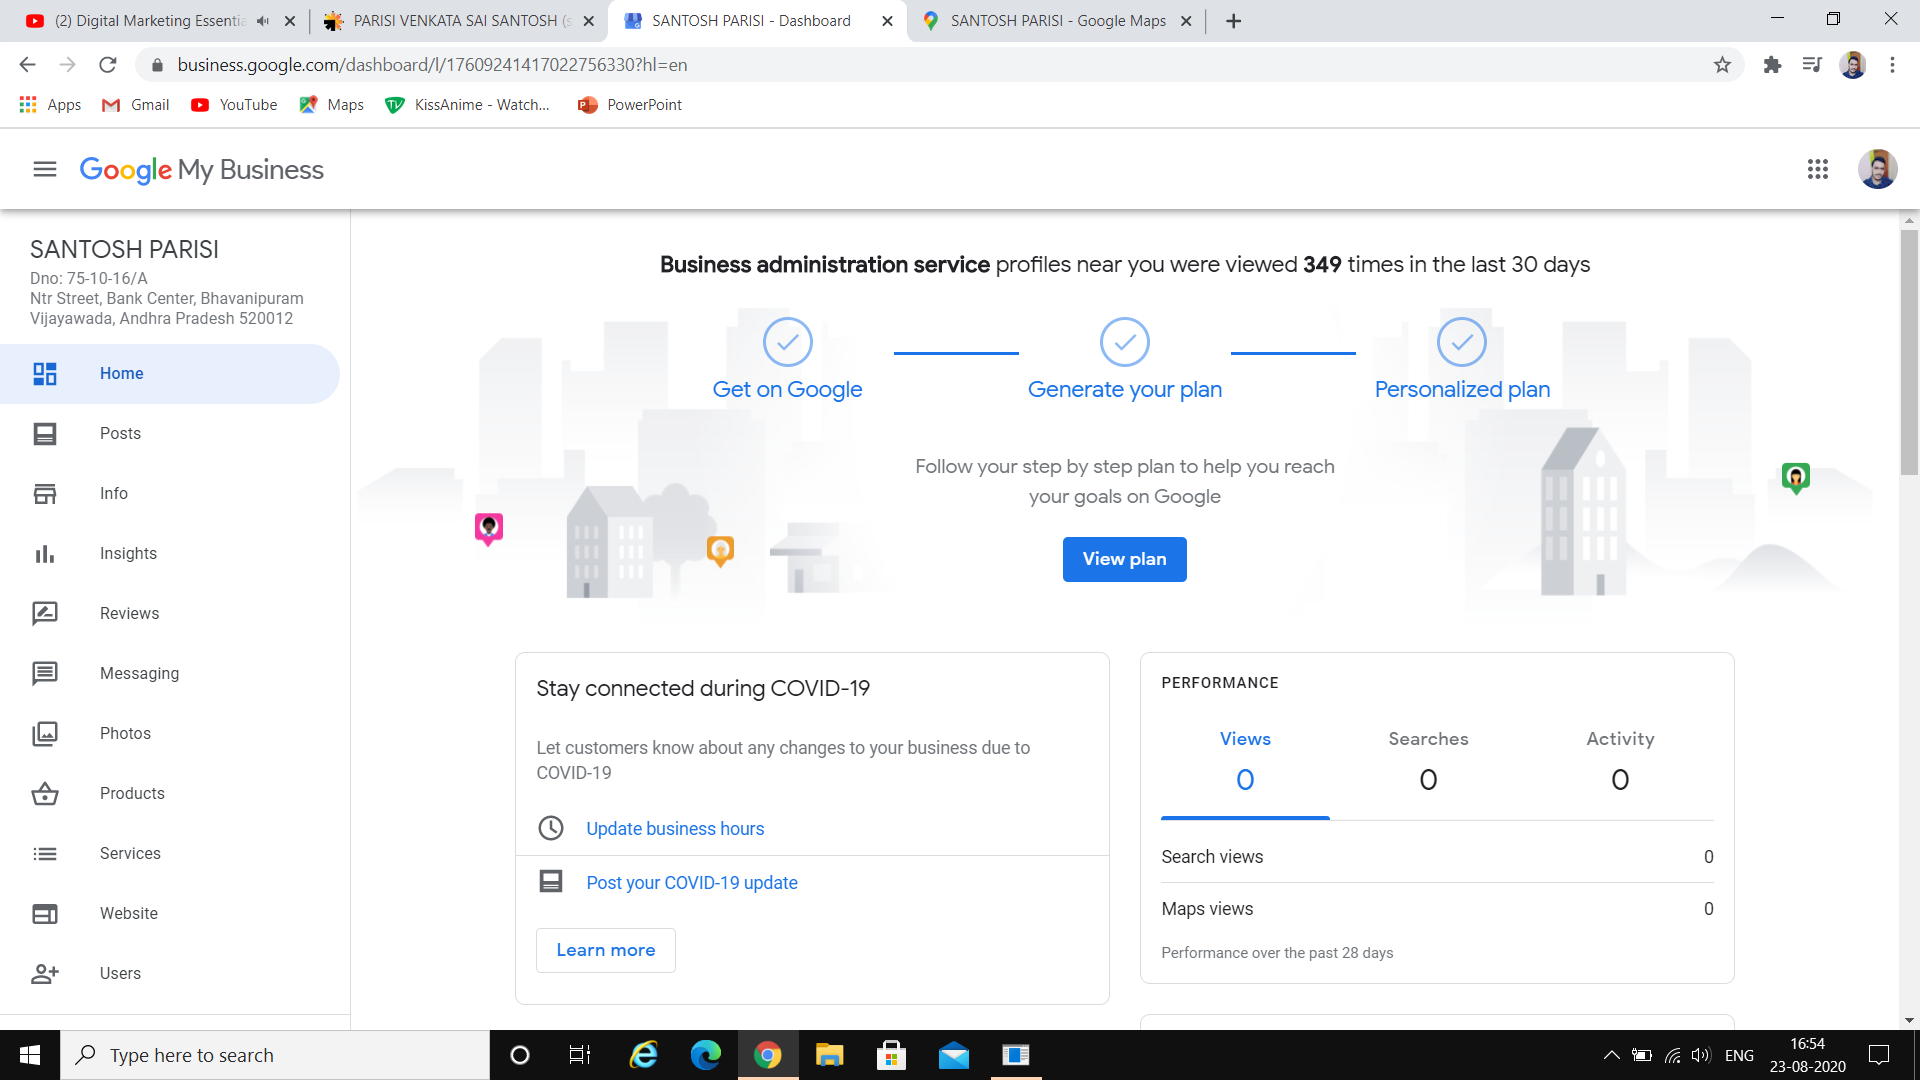 (2) Digital Marketing Essentia
PARISI VENKATA SAI SANTOSH (s
SANTOSH PARISI - Dashboard
SANTOSH PARISI - Google Maps
business.google.com/dashboard/l/17609241417022756330?hl=en
Apps
Gmail
YouTube
Maps
KissAnime - Watch...
PowerPoint
Google My Business
SANTOSH PARISI
Dno: 75-10-16/A
Ntr Street, Bank Center, Bhavanipuram
Vijayawada, Andhra Pradesh 520012
Home
Posts
Info
Insights
Reviews
Messaging
Photos
Products
Services
Website
Users
Business administration service profiles near you were viewed 349 times in the last 30 days
Get on Google
Generate your plan
Personalized plan
Follow your step by step plan to help you reach
your goals on Google
View plan
Stay connected during COVID-19
Let customers know about any changes to your business due to
COVID-19
Update business hours
Post your COVID-19 update
Learn more
PERFORMANCE
Views Searches Activity
0 0 0
Search views 0
Maps views 0
Performance over the past 28 days
Type here to search
ENG
16:54
23-08-2020